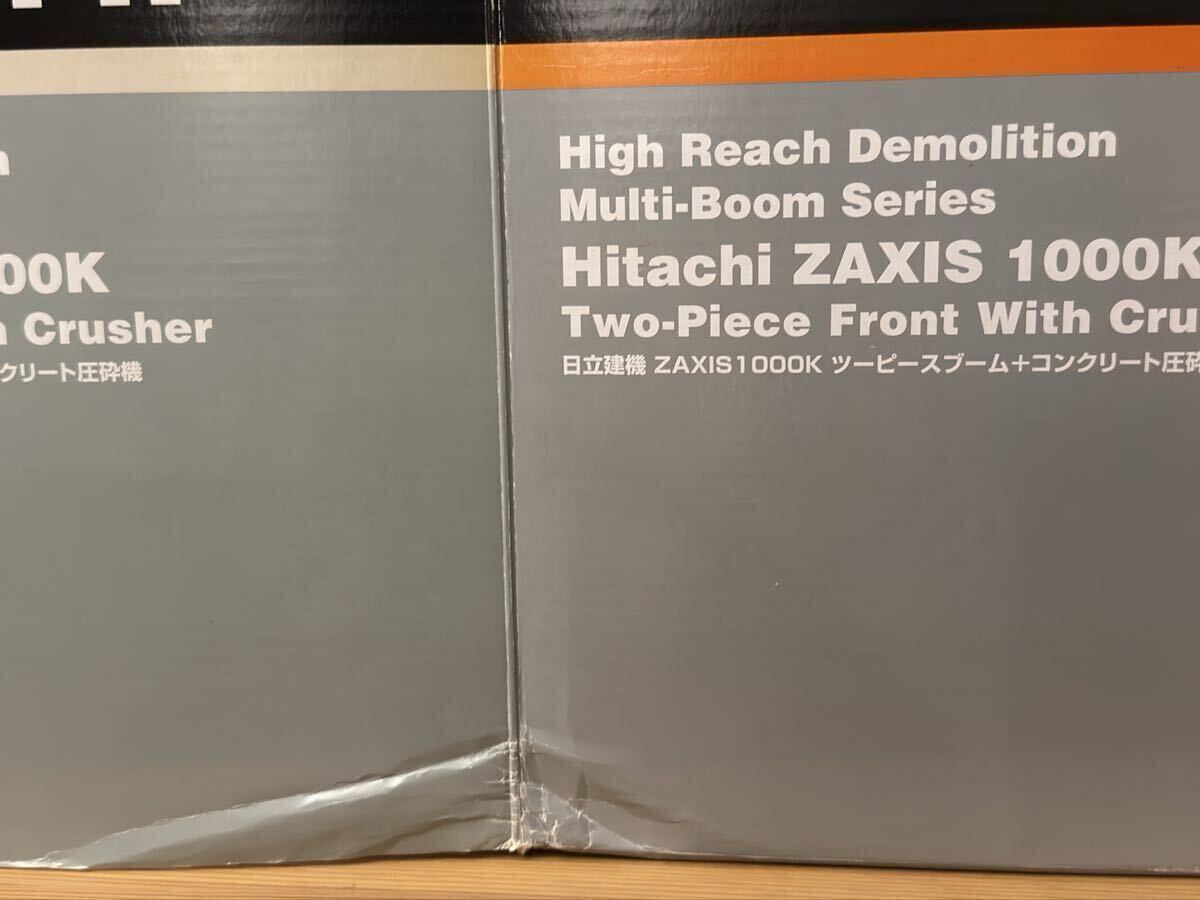 00K
Crusher
クリート圧砕機
High Reach Demolition
Multi-Boom Series
Hitachi ZAXIS 1000K
Two-Piece Front With Cru
日立建機 ZAXIS1000K ツーピースブーム+コンクリート圧砕